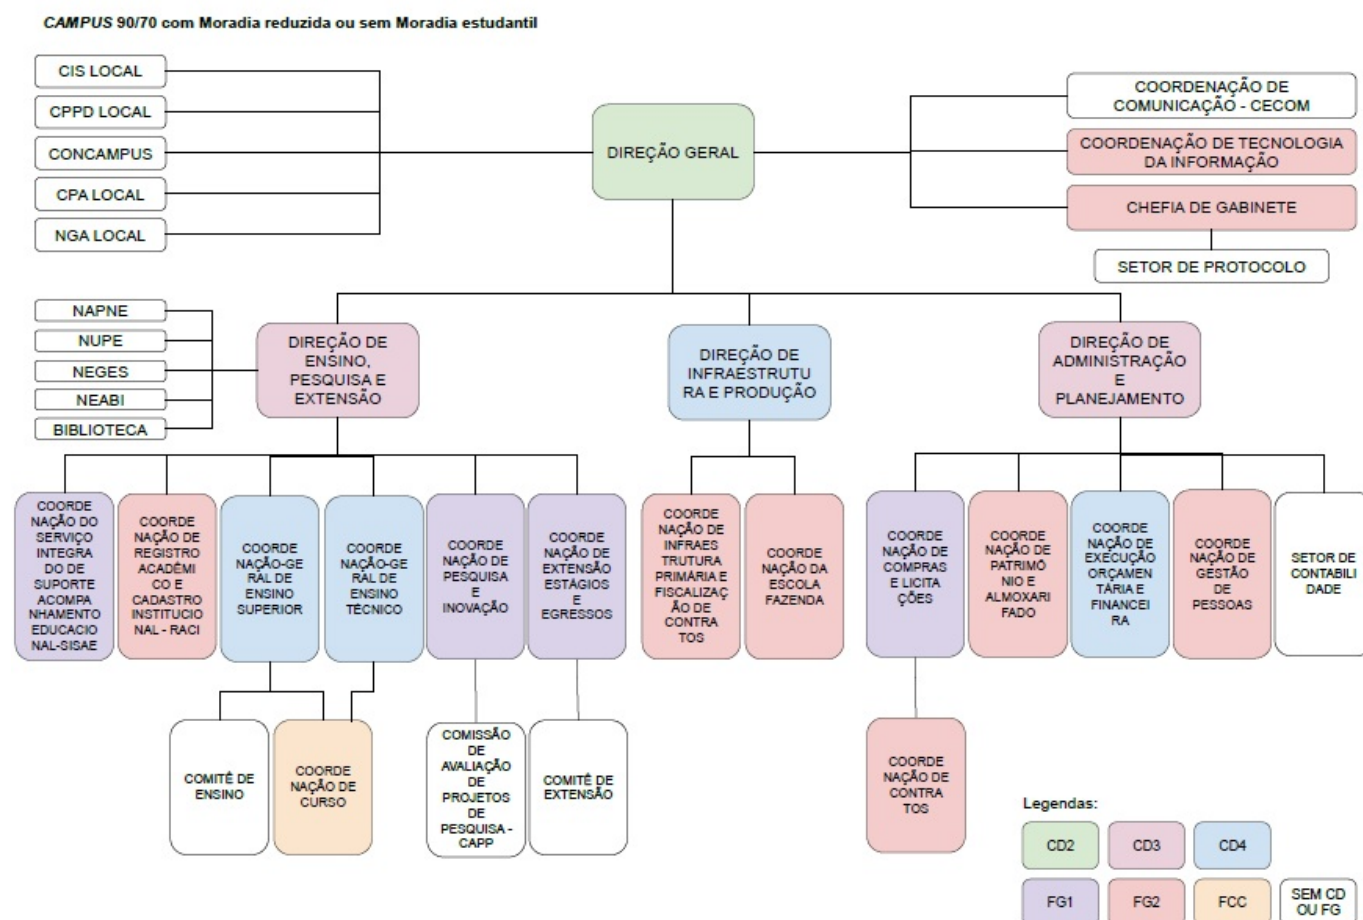 CAMPUS 90/70 com Moradia reduzida ou sem Moradia estudantil
CIS LOCAL
CPPD LOCAL
CONCAMPUS
CPA LOCAL
NGA LOCAL
DIREÇÃO GERAL
COORDENAÇÃO DE
COMUNICAÇÃO - CECOM
COORDENAÇÃO DE TECNOLOGIA
DA INFORMAÇÃO
CHEFIA DE GABINETE
SETOR DE PROTOCOLO
NAPNE
NUPE
NEGES
NEABI
BIBLIOTECA
DIREÇÃO DE
ENSINO,
PESQUISA E
EXTENSÃO
DIREÇÃO DE
INFRAESTRUTU
RA E PRODUÇÃO
DIREÇÃO DE
ADMINISTRAÇÃO
E
PLANEJAMENTO
COORDE
NAÇÃO DO
SERVIÇO
INTEGRA
DO DE
SUPORTE
ACOMPA
NHAMENTO
EDUCACIO
NAL-SISAE
COORDE
NAÇÃO DE
REGISTRO
ACADÊMI
CO E
CADASTRO
INSTITUCIO
NAL - RACI
COORDE
NAÇÃO-GE
RAL DE
ENSINO
SUPERIOR
COORDE
NAÇÃO-GE
RAL DE
ENSINO
TÉCNICO
COORDE
NAÇÃO DE
PESQUISA
E
INOVAÇÃO
COORDE
NAÇÃO DE
EXTENSÃO
ESTÁGIOS
E
EGRESSOS
COORDE
NAÇÃO DE
INFRAES
TRUTURA
PRIMÁRIA E
FISCALIZA
ÇÃO DE
CONTRA
TOS
COORDE
NAÇÃO DA
ESCOLA
FAZENDA
COORDE
NAÇÃO DE
COMPRAS
E LICITA
ÇÕES
COORDE
NAÇÃO DE
PATRIMÔ
NIO E
ALMOXARI
FADO
COORDE
NAÇÃO DE
EXECUÇÃO
ORÇAMEN
TÁRIA E
FINANCEI
RA
COORDE
NAÇÃO DE
GESTÃO
DE
PESSOAS
SETOR DE
CONTABILI
DADE
COMITÊ DE
ENSINO
COORDE
NAÇÃO DE
CURSO
COMISSÃO
DE
AVALIAÇÃO
DE
PROJETOS
DE
PESQUISA -
CAPP
COMITÊ DE
EXTENSÃO
COORDE
NAÇÃO DE
CONTRA
TOS
Legendas:
CD2
CD3
CD4
FG1
FG2
FCC
SEM CD
OU FG